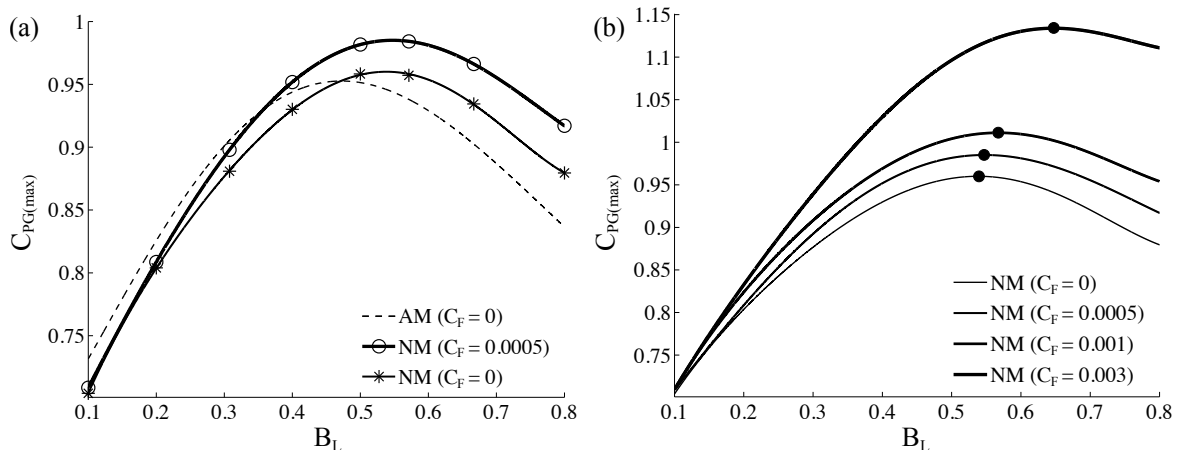 (a)
1
0.95
0.9
0.85
0.8
0.75
C_PG(max)
0.1 0.2 0.3 0.4 0.5 0.6 0.7 0.8
B_L
AM (C_F = 0)
NM (C_F = 0.0005)
NM (C_F = 0)
(b)
1.15
1.1
1.05
1
0.95
0.9
0.85
0.8
0.75
C_PG(max)
0.1 0.2 0.3 0.4 0.5 0.6 0.7 0.8
B_L
NM (C_F = 0)
NM (C_F = 0.0005)
NM (C_F = 0.001)
NM (C_F = 0.003)